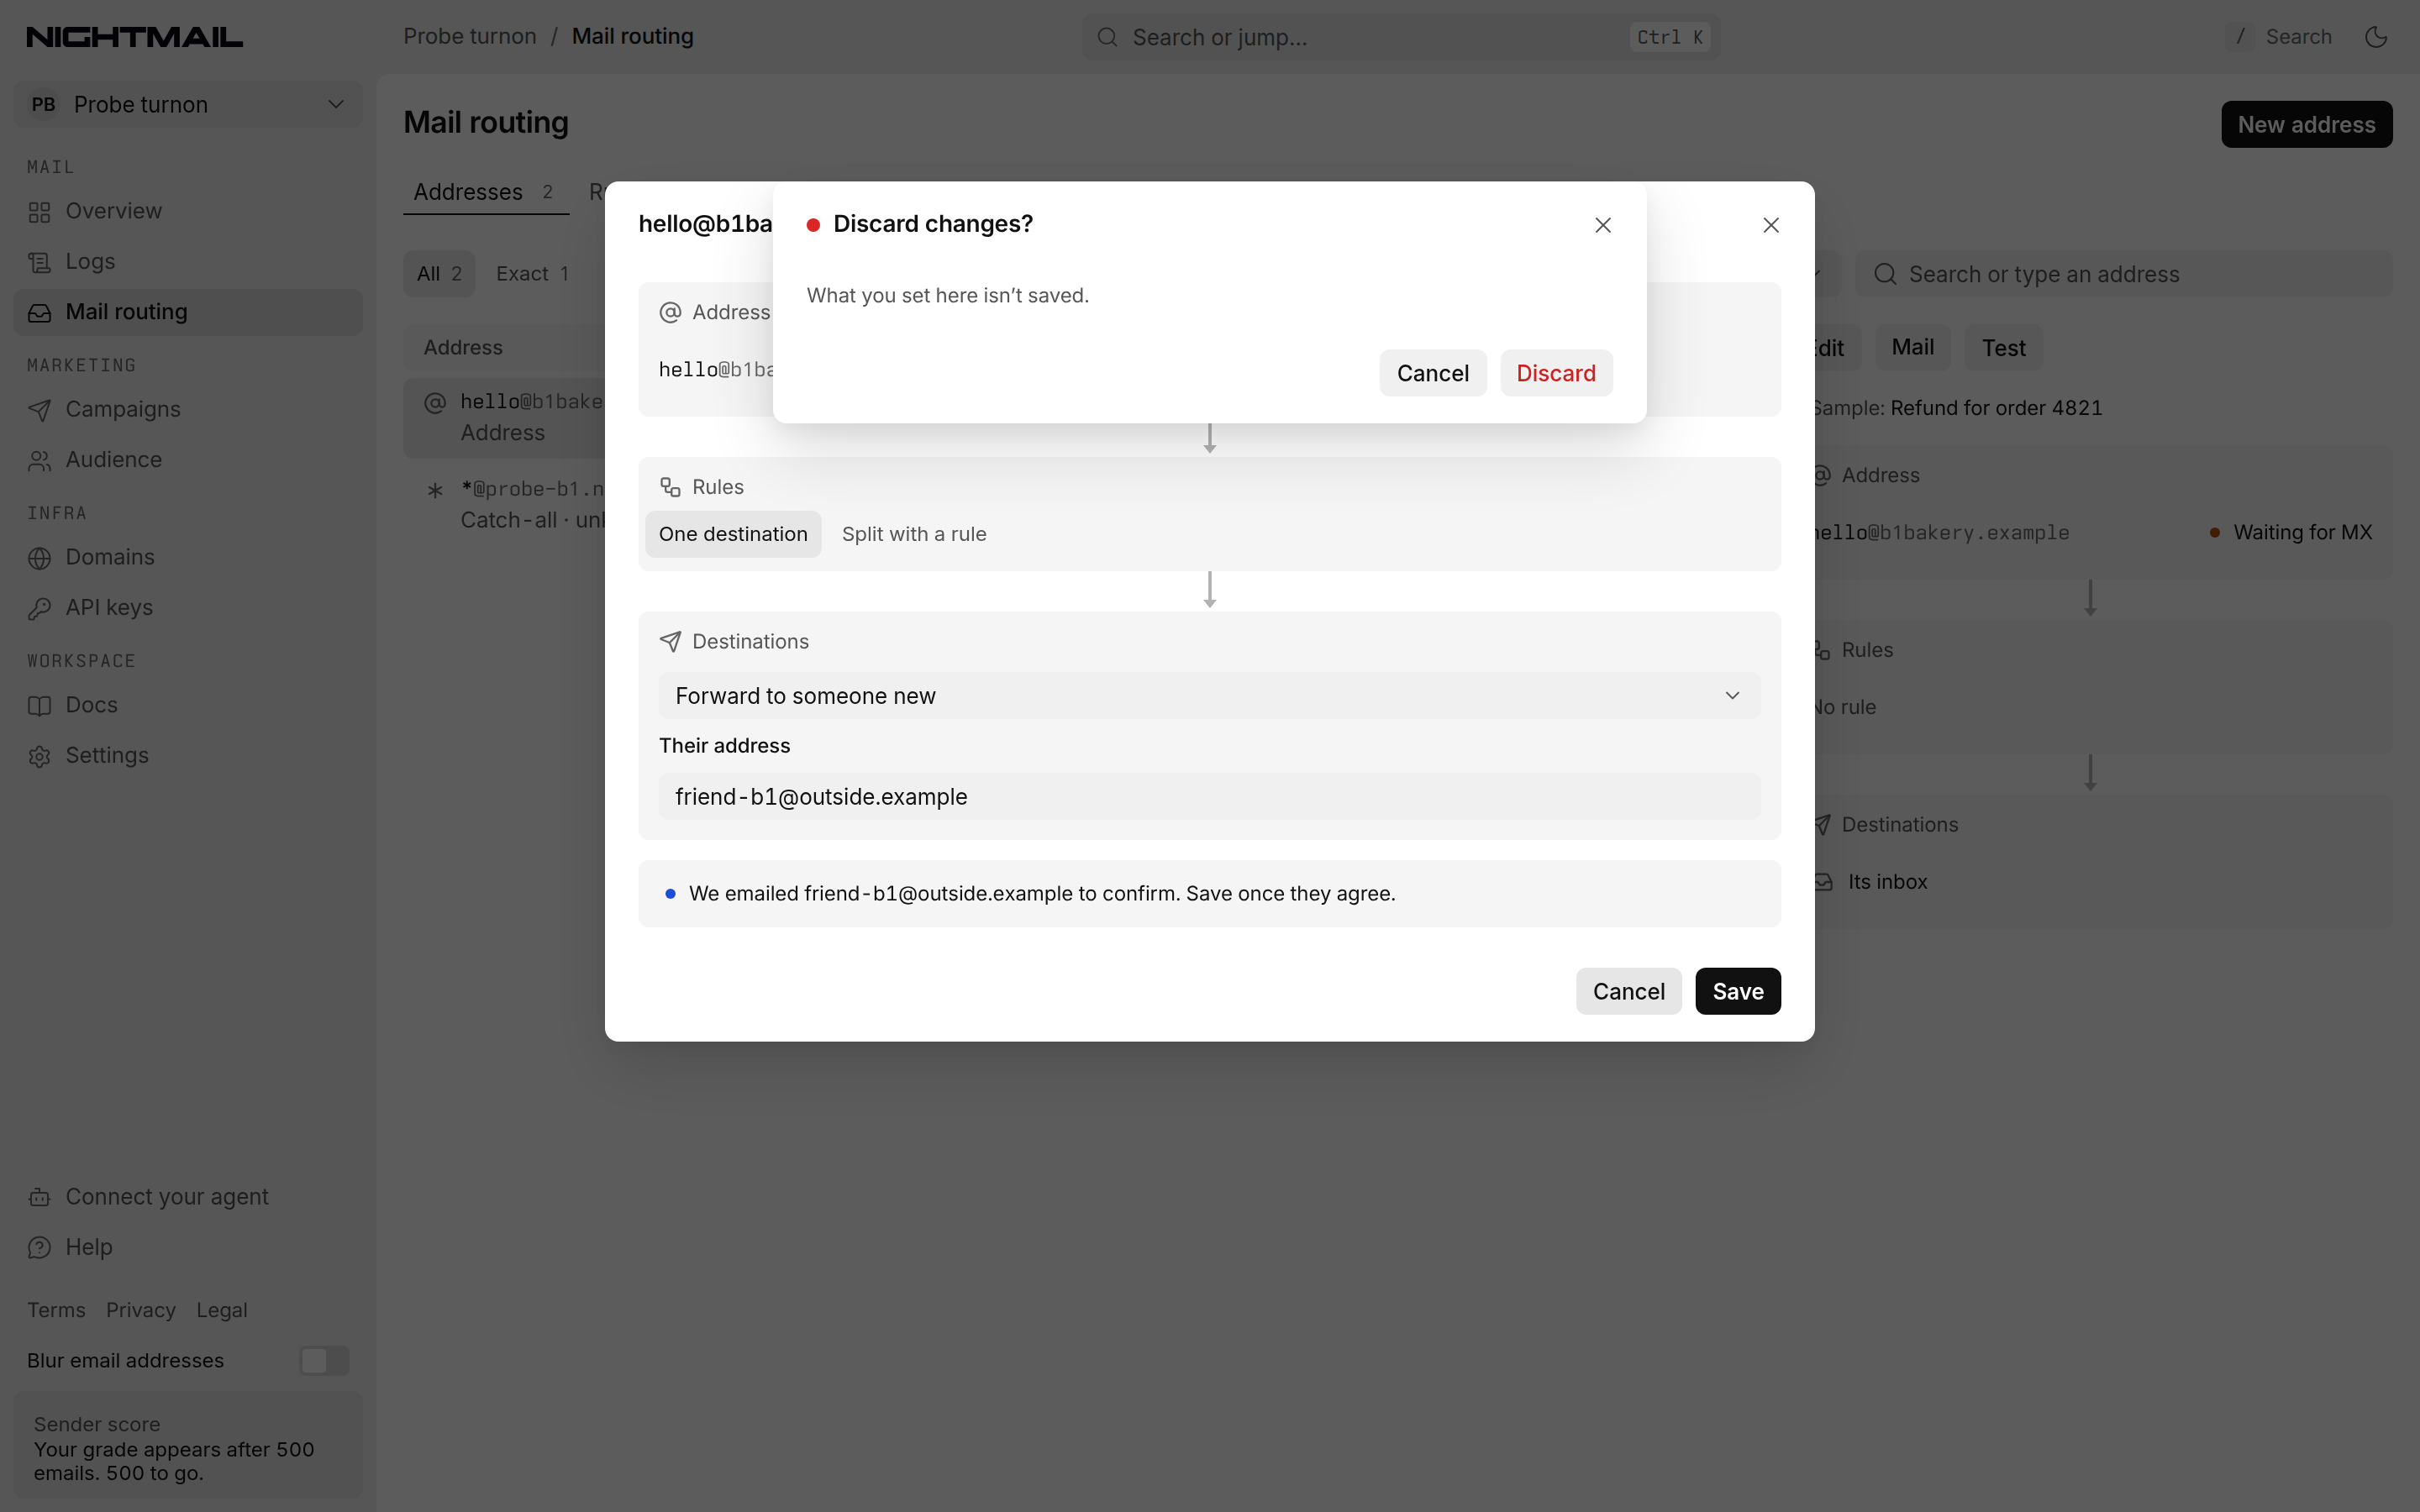 NIGHTMAIL
Probe turnon / Mail routing
Search or jump...
Ctrl K
/ Search
PB Probe turnon
MAIL
Overview
Logs
Mail routing
MARKETING
Campaigns
Audience
INFRA
Domains
API keys
WORKSPACE
Docs
Settings
Connect your agent
Help
Terms Privacy Legal
Blur email addresses
Sender score
Your grade appears after 500
emails. 500 to go.
Mail routing
New address
Addresses 2
All 2 Exact 1
Search or type an address
Address
hello@b1bake
Address
*@probe-b1.n
Catch-all ·
Mail Test
Sample: Refund for order 4821
Address
hello@b1bakery.example
Waiting for MX
Rules
No rule
Destinations
Its inbox
hello@b1ba
Address
hello@b1ba
Rules
One destination Split with a rule
Destinations
Forward to someone new
Their address
friend-b1@outside.example
We emailed friend-b1@outside.example to confirm. Save once they agree.
Cancel Save
Discard changes?
What you set here isn’t saved.
Cancel Discard